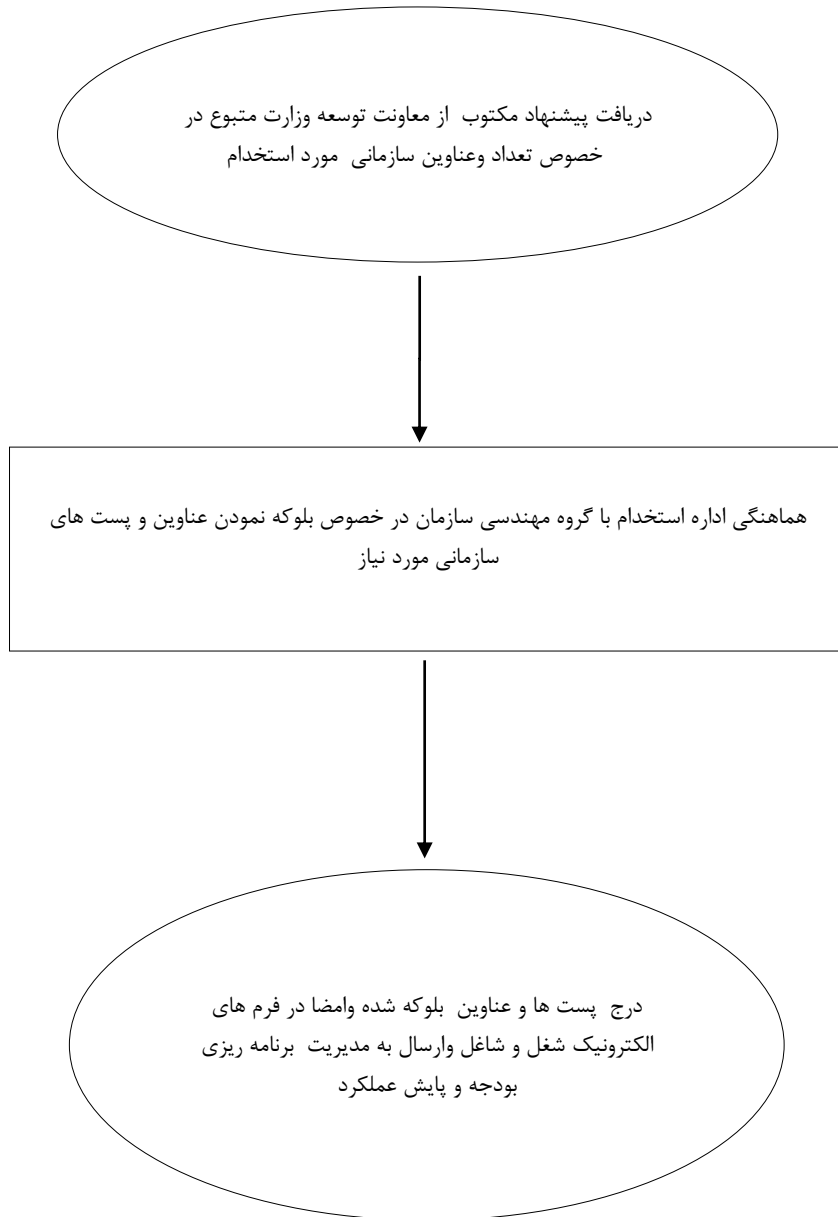 دریافت پیشنهاد مکتوب از معاونت توسعه وزارت متبوع در
خصوص تعداد وعناوین سازمانی مورد استخدام
هماهنگی اداره استخدام با گروه مهندسی سازمان در خصوص بلوکه نمودن عناوین و پست های
سازمانی مورد نیاز
درج پست ها و عناوین بلوکه شده وامضا در فرم های
الکترونیک شغل و شاغل وارسال به مدیریت برنامه ریزی
بودجه و پایش عملکرد